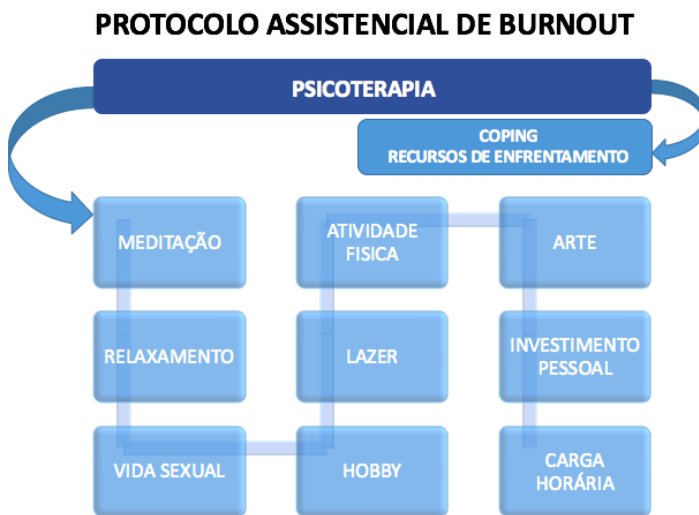 PROTOCOLO ASSISTENCIAL DE BURNOUT
PSICOTERAPIA
COPING
RECURSOS DE ENFRENTAMENTO
MEDITAÇÃO
ATIVIDADE
FISICA
ARTE
RELAXAMENTO
LAZER
INVESTIMENTO
PESSOAL
VIDA SEXUAL
HOBBY
CARGA
HORÁRIA